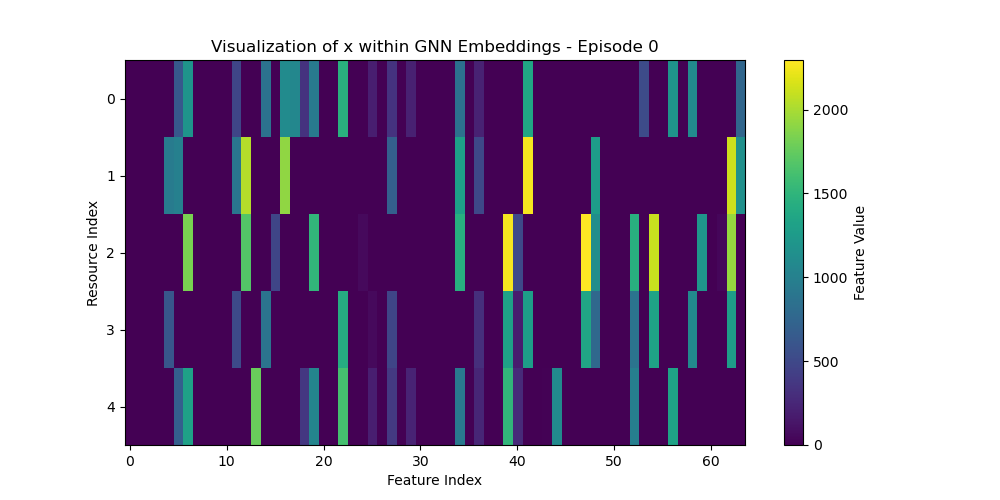 Visualization of x within GNN Embeddings - Episode 0
Resource Index
0
1
2
3
4
0 10 20 30 40 50 60
Feature Index
2000
1500
1000
500
0
Feature Value